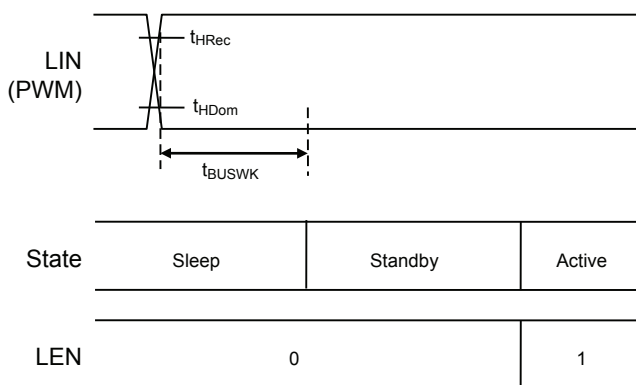 LIN
(PWM)
tHRec
tHDom
tBUSWK
State Sleep Standby Active
LEN 0 1